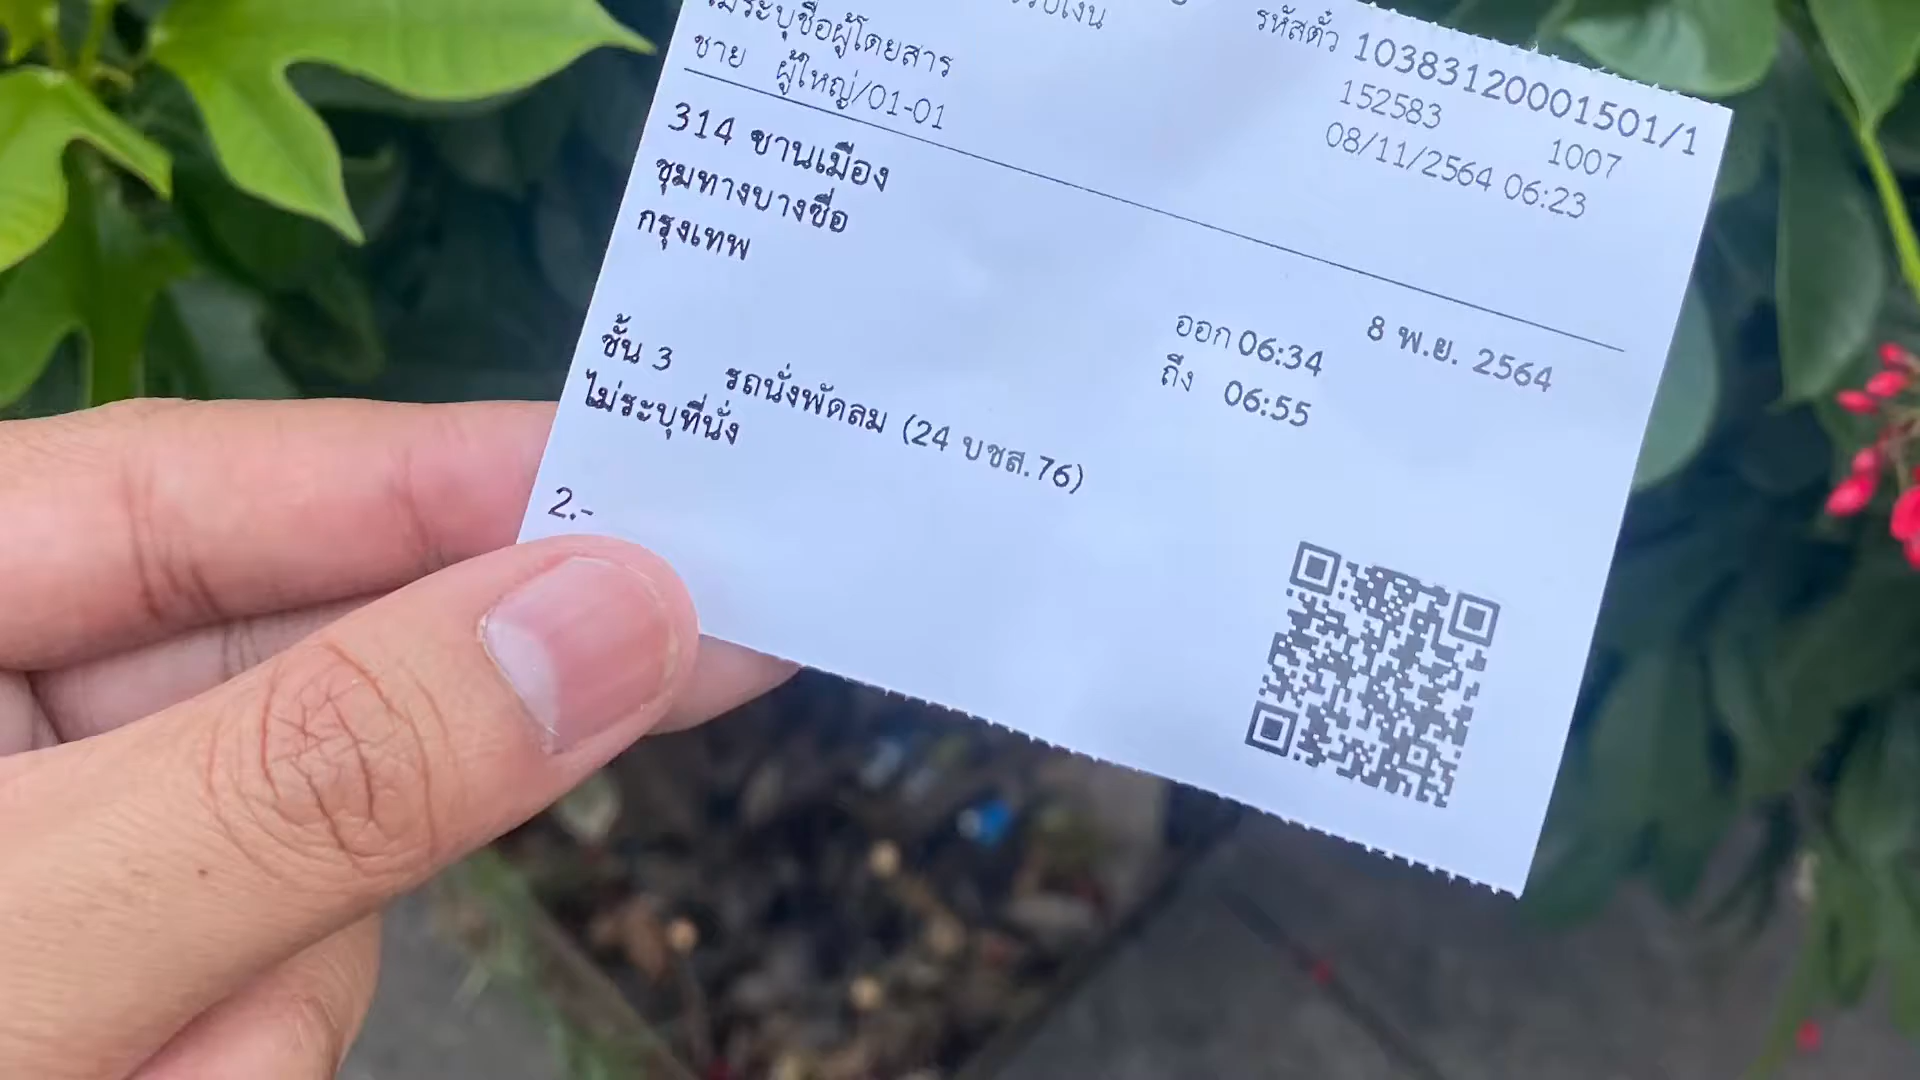 ไม่ระบุชื่อผู้โดยสาร
ชาย ผู้ใหญ่/01-01
รหัสตั๋ว 10383120001501/1
152583 1007
08/11/2564 06:23
314 ชานเมือง
ชุมทางบางซื่อ
กรุงเทพ
8 พ.ย. 2564
ออก 06:34
ถึง 06:55
ชั้น 3 รถนั่งพัดลม (24 บชส.76)
ไม่ระบุที่นั่ง
2.-